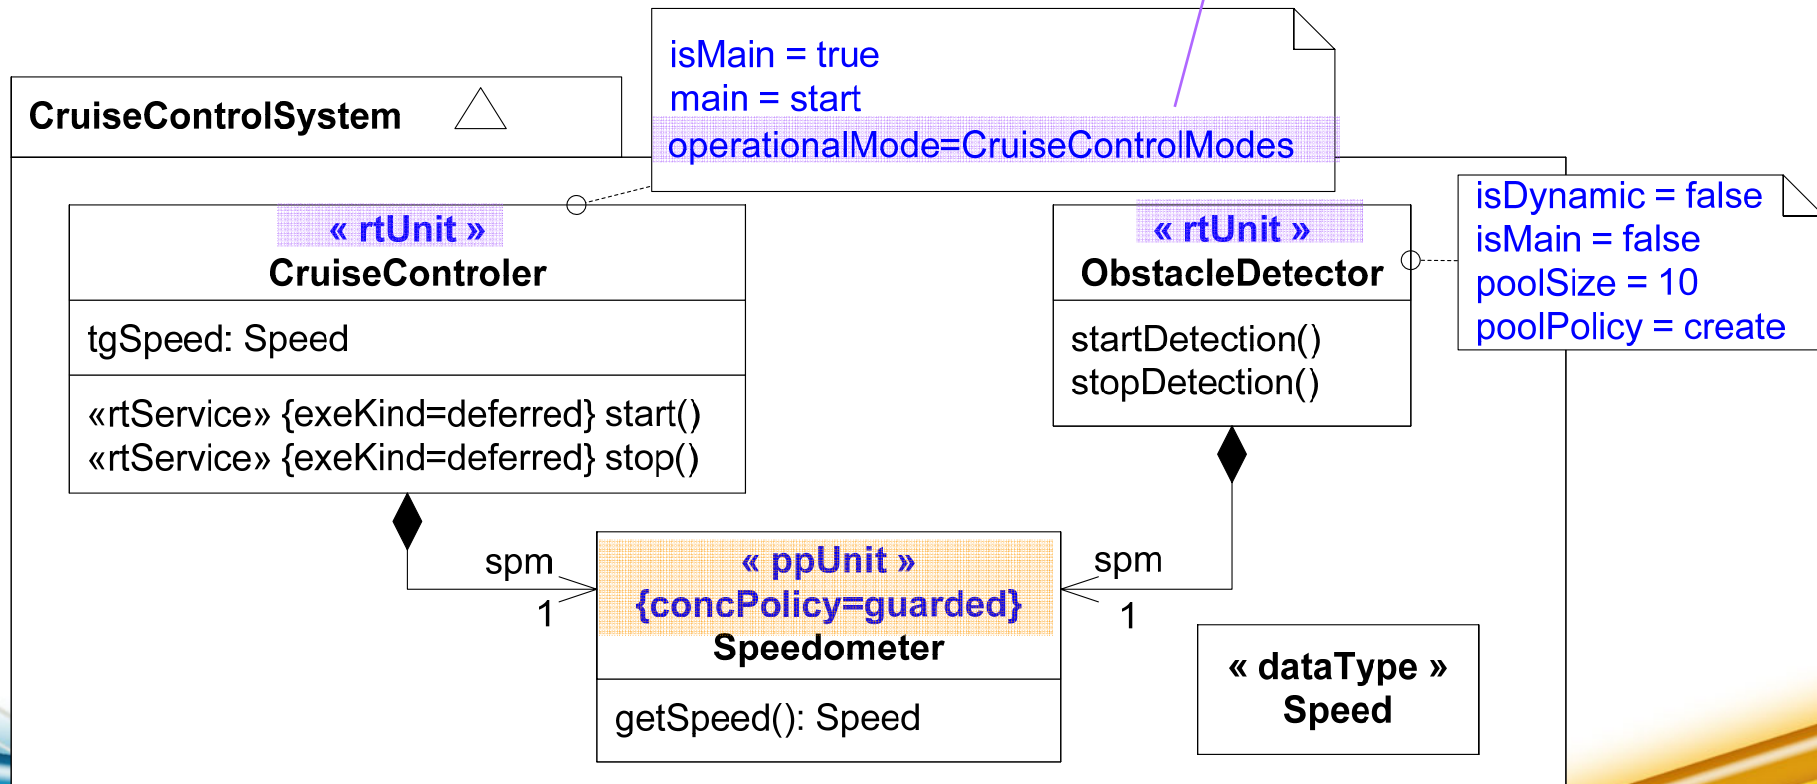 CruiseControlSystem
isMain = true
main = start
operationalMode=CruiseControlModes
« rtUnit »
CruiseControler
tgSpeed: Speed
«rtService» {exeKind=deferred} start()
«rtService» {exeKind=deferred} stop()
« rtUnit »
ObstacleDetector
startDetection()
stopDetection()
isDynamic = false
isMain = false
poolSize = 10
poolPolicy = create
spm
1
« ppUnit »
{concPolicy=guarded}
Speedometer
getSpeed(): Speed
spm
1
« dataType »
Speed